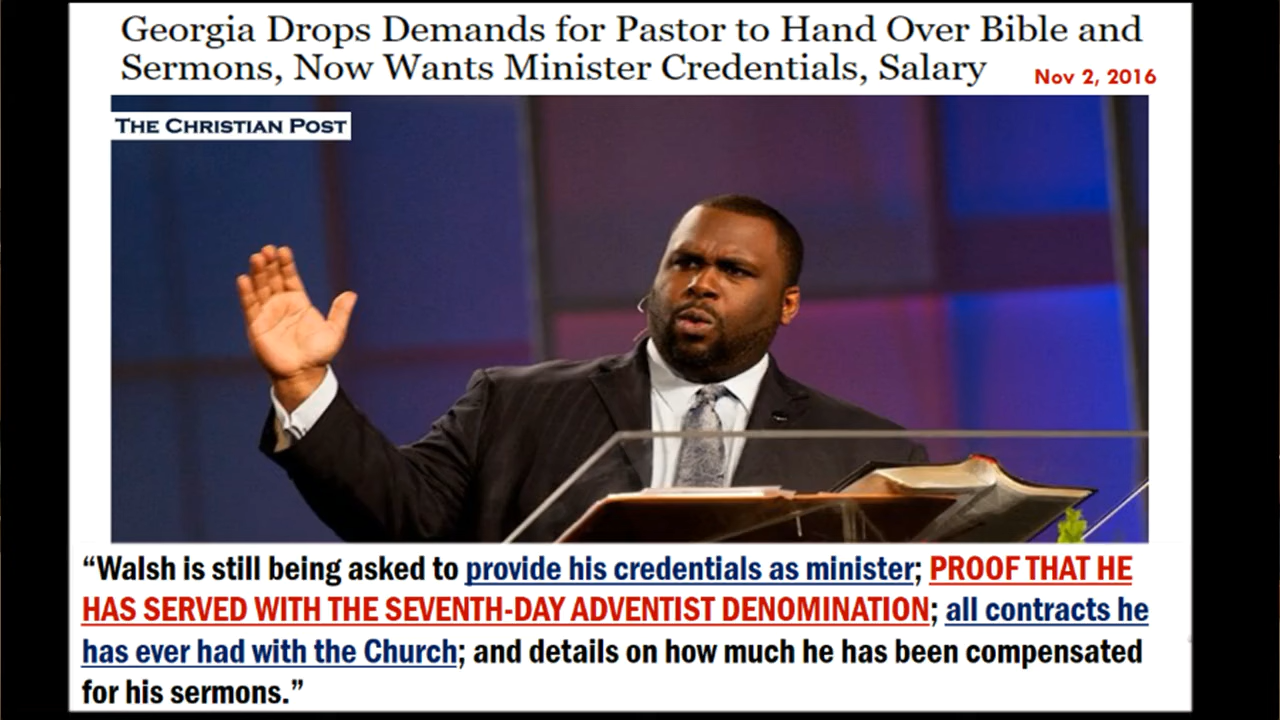 Georgia Drops Demands for Pastor to Hand Over Bible and
Sermons, Now Wants Minister Credentials, Salary
Nov 2, 2016
THE CHRISTIAN POST
“Walsh is still being asked to provide his credentials as minister; PROOF THAT HE
HAS SERVED WITH THE SEVENTH-DAY ADVENTIST DENOMINATION; all contracts he
has ever had with the Church; and details on how much he has been compensated
for his sermons.”